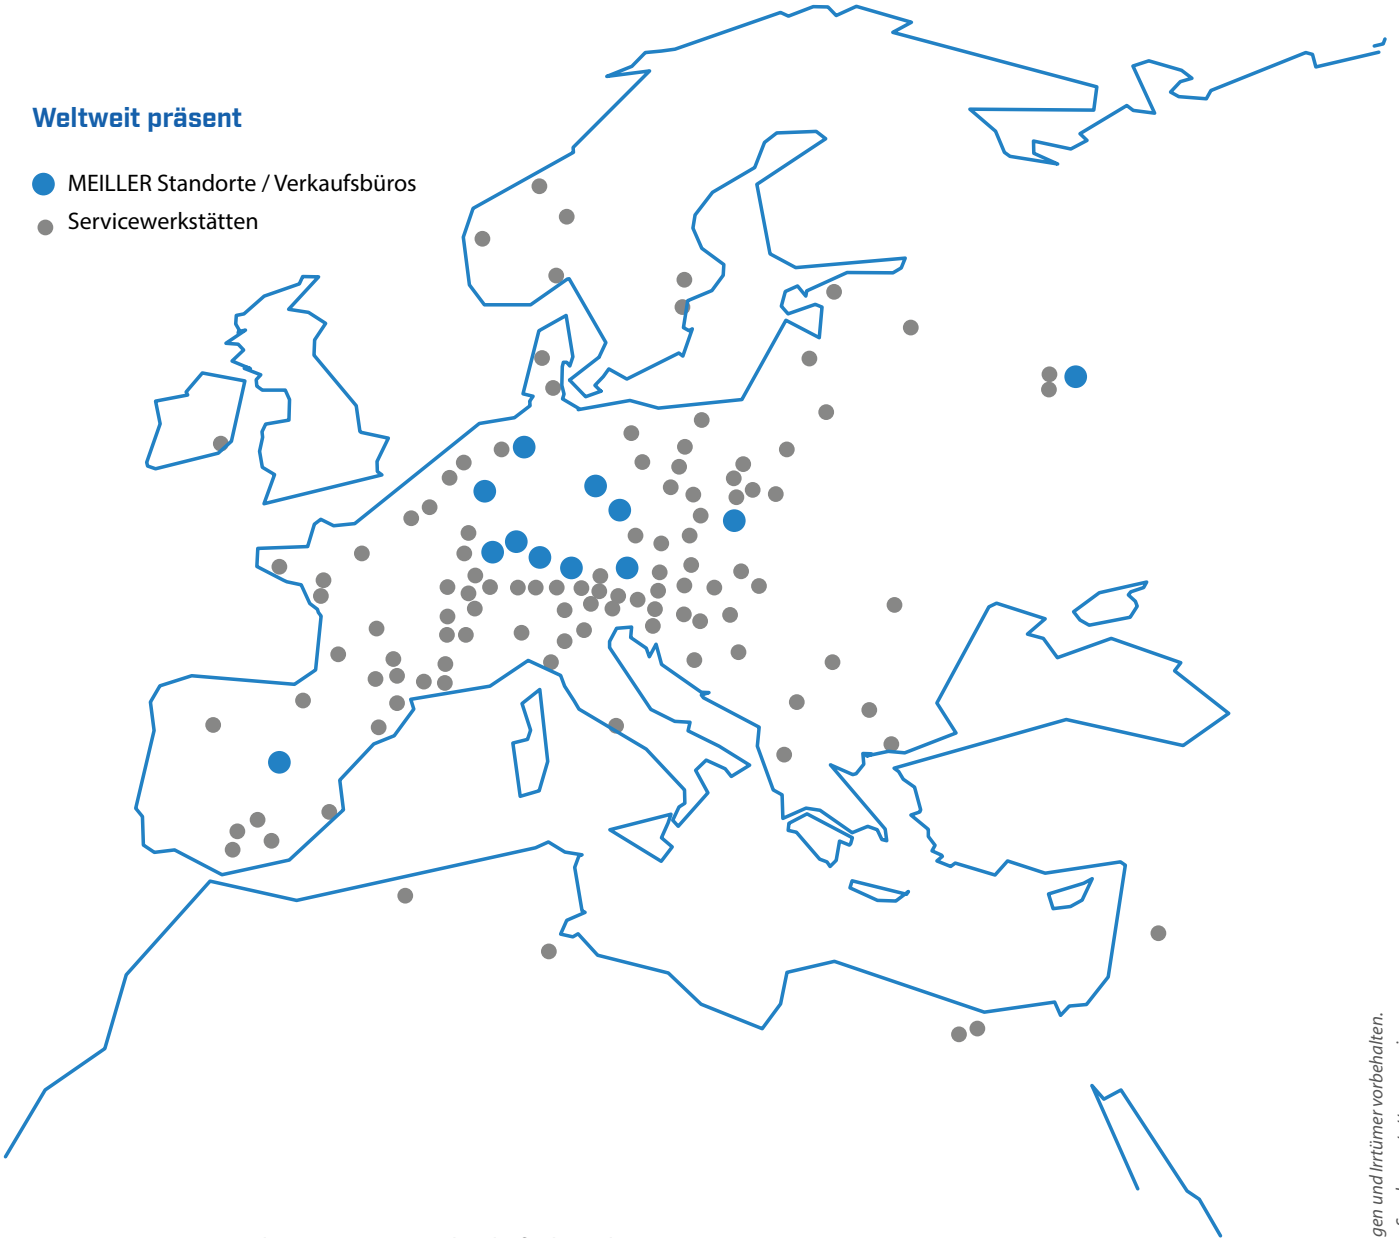 Weltweit präsent
MEILLER Standorte / Verkaufsbüros
Servicewerkstätten
gen und Irrtümer vorbehalten.